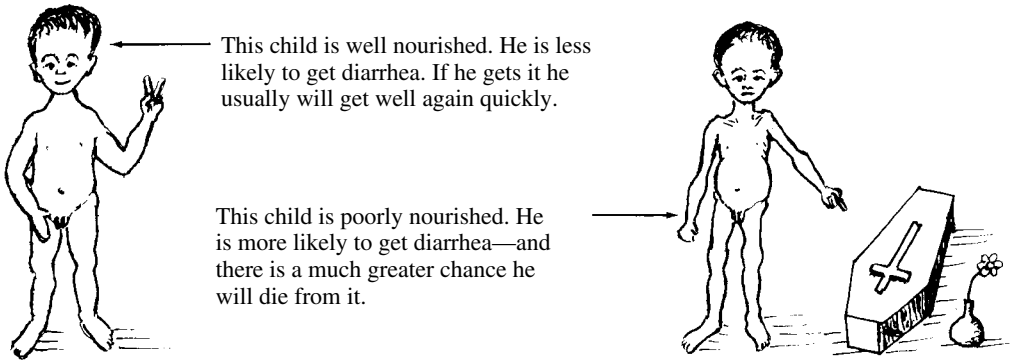 This child is well nourished. He is less
likely to get diarrhea. If he gets it he
usually will get well again quickly.
This child is poorly nourished. He
is more likely to get diarrhea—and
there is a much greater chance he
will die from it.